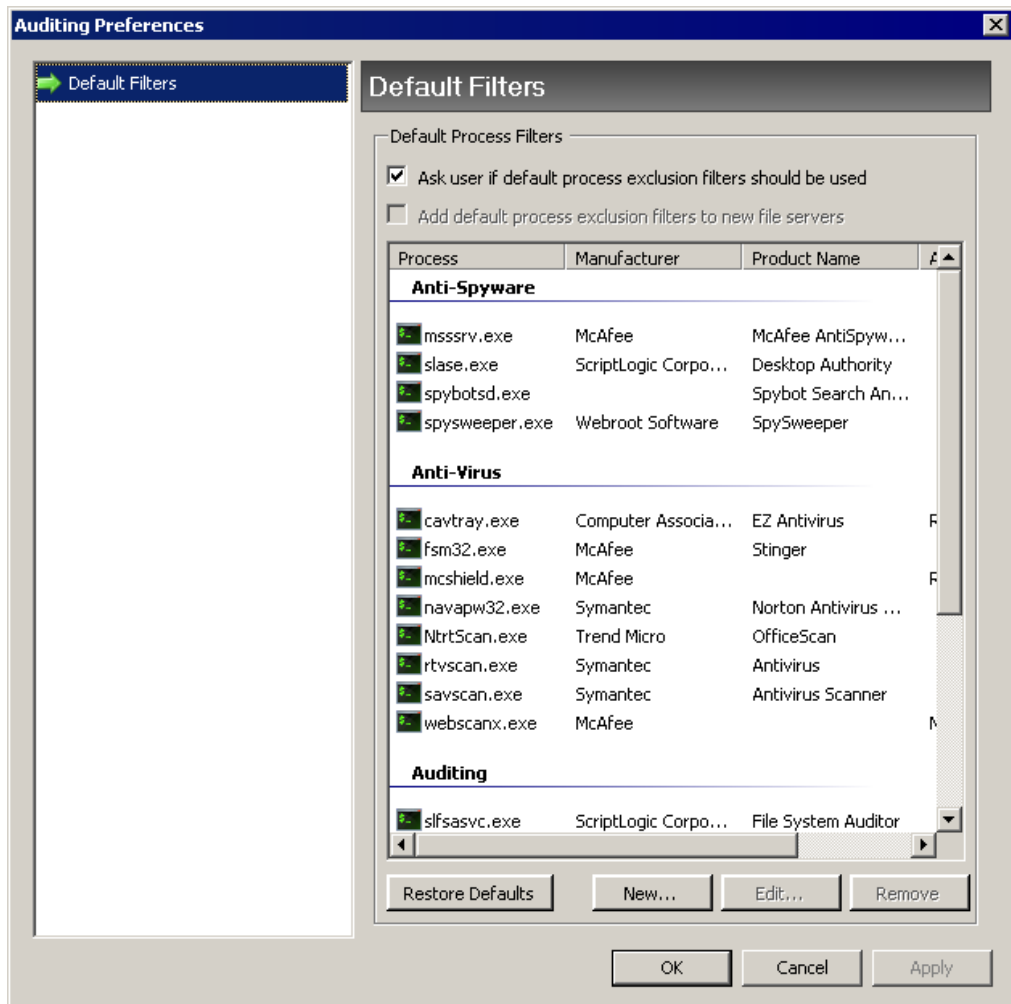 Auditing Preferences
Default Filters
Default Filters
Default Process Filters
Ask user if default process exclusion filters should be used
Add default process exclusion filters to new file servers
Process Manufacturer Product Name
Anti-Spyware
msssrv.exe McAfee McAfee AntiSpyw...
slase.exe ScriptLogic Corpo... Desktop Authority
spybotsd.exe Spybot Search An...
spysweeper.exe Webroot Software SpySweeper
Anti-Virus
cavtray.exe Computer Associa... EZ Antivirus
fsm32.exe McAfee Stinger
mcshield.exe McAfee
navapw32.exe Symantec Norton Antivirus ...
NtrtScan.exe Trend Micro OfficeScan
rtvscan.exe Symantec Antivirus
savscan.exe Symantec Antivirus Scanner
webscanx.exe McAfee
Auditing
slfsasvc.exe ScriptLogic Corpo... File System Auditor
Restore Defaults New... Edit... Remove
OK Cancel Apply